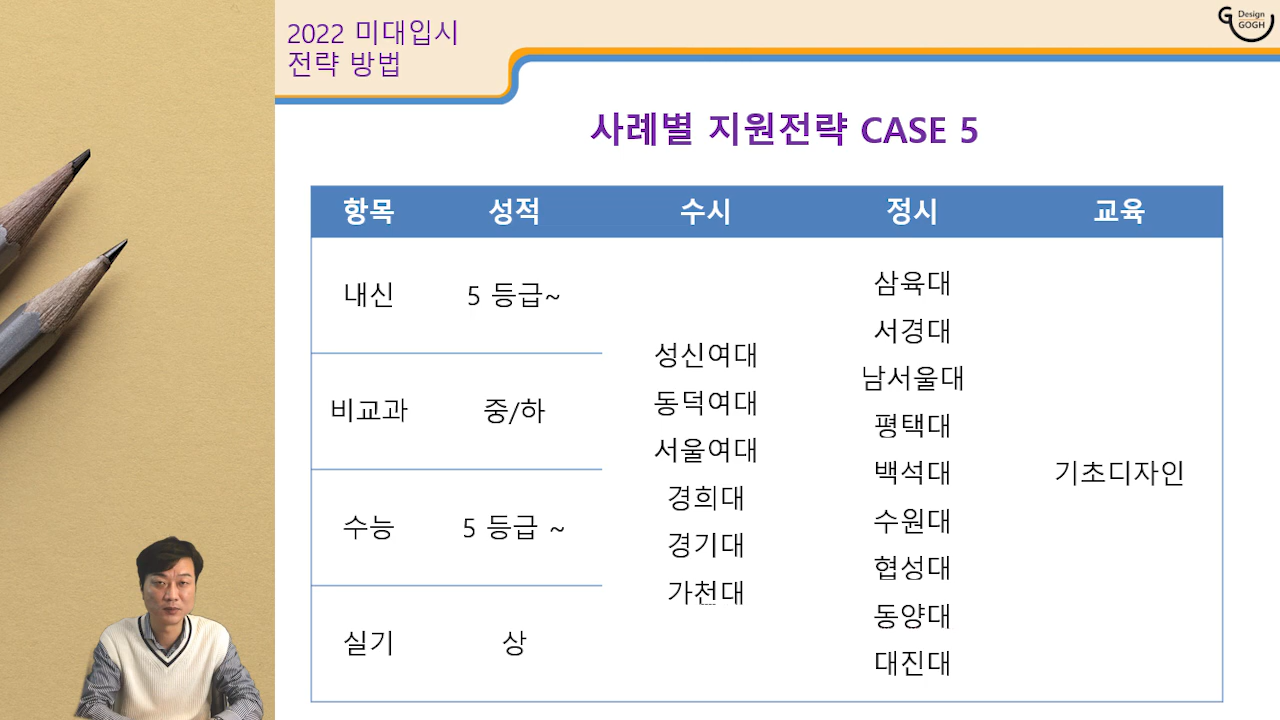 2022 미대입시
전략 방법
Design
GOGH
사례별 지원전략 CASE 5
항목 성적 수시 정시 교육
내신 5 등급~
비교과 중/하
수능 5 등급 ~
실기 상
성신여대
동덕여대
서울여대
경희대
경기대
가천대
삼육대
서경대
남서울대
평택대
백석대
수원대
협성대
동양대
대진대
기초디자인